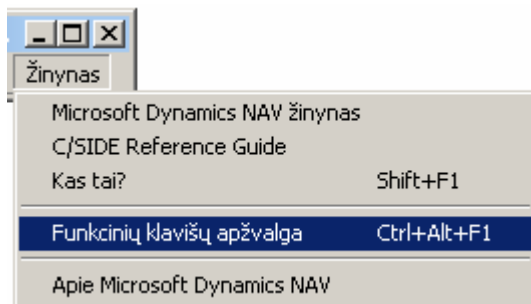 Žinynas
Microsoft Dynamics NAV žinynas
C/SIDE Reference Guide
Kas tai? Shift+F1
Funkcinių klavišų apžvalga Ctrl+Alt+F1
Apie Microsoft Dynamics NAV